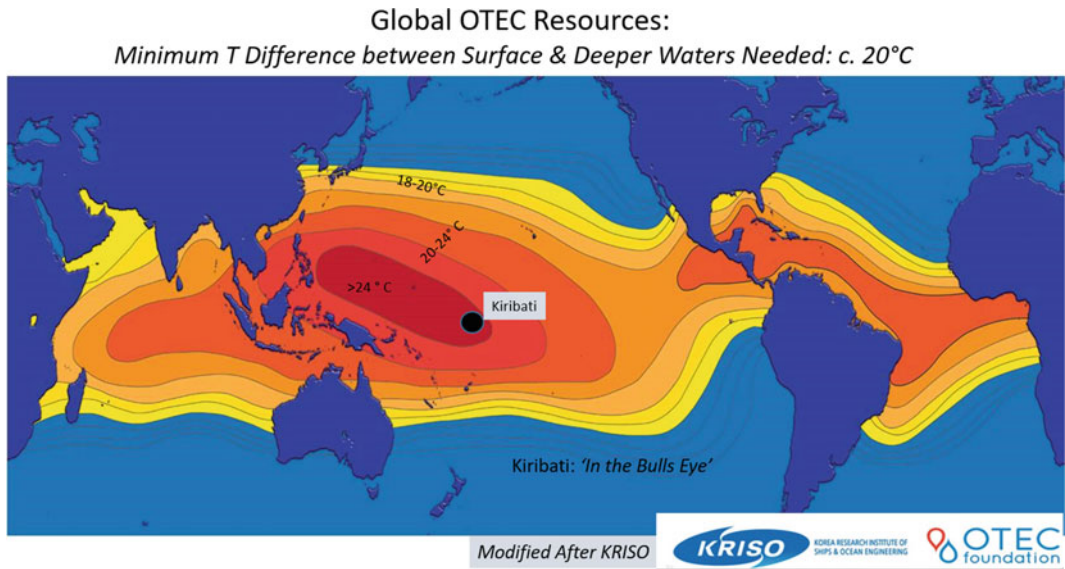 Global OTEC Resources:
Minimum T Difference between Surface & Deeper Waters Needed: c. 20°C
18-20°C
20-24° C
>24 ° C
Kiribati
Kiribati: 'In the Bulls Eye'
Modified After KRISO
KRISO
KOREA RESEARCH INSTITUTE OF
SHIPS & OCEAN ENGINEERING
OTEC
foundation